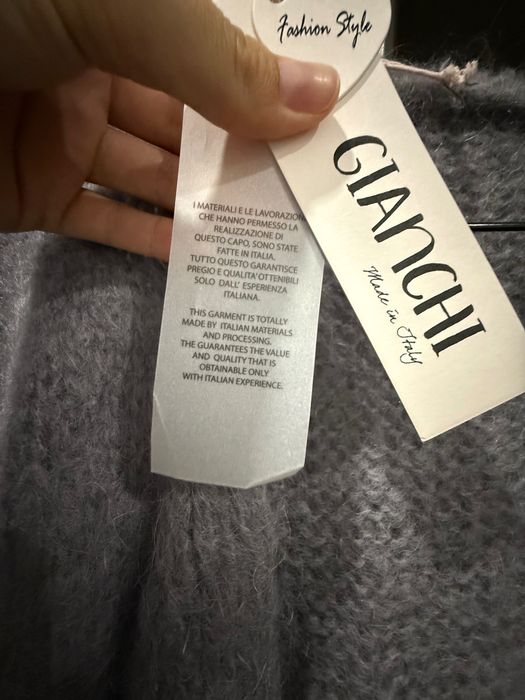 Fashion Style
GIANCHI
Made in Italy
I MATERIALI E LE LAVORAZIONI
CHE HANNO PERMESSO LA
REALIZZAZIONE DI
QUESTO CAPO, SONO STATE
FATTE IN ITALIA.
TUTTO QUESTO GARANTISCE
PREGIO E QUALITA' OTTENIBILI
SOLO DALL' ESPERIENZA
ITALIANA.
THIS GARMENT IS TOTALLY
MADE BY ITALIAN MATERIALS
AND PROCESSING.
THE GUARANTEES THE VALUE
AND QUALITY THAT IS
OBTAINABLE ONLY
WITH ITALIAN EXPERIENCE.